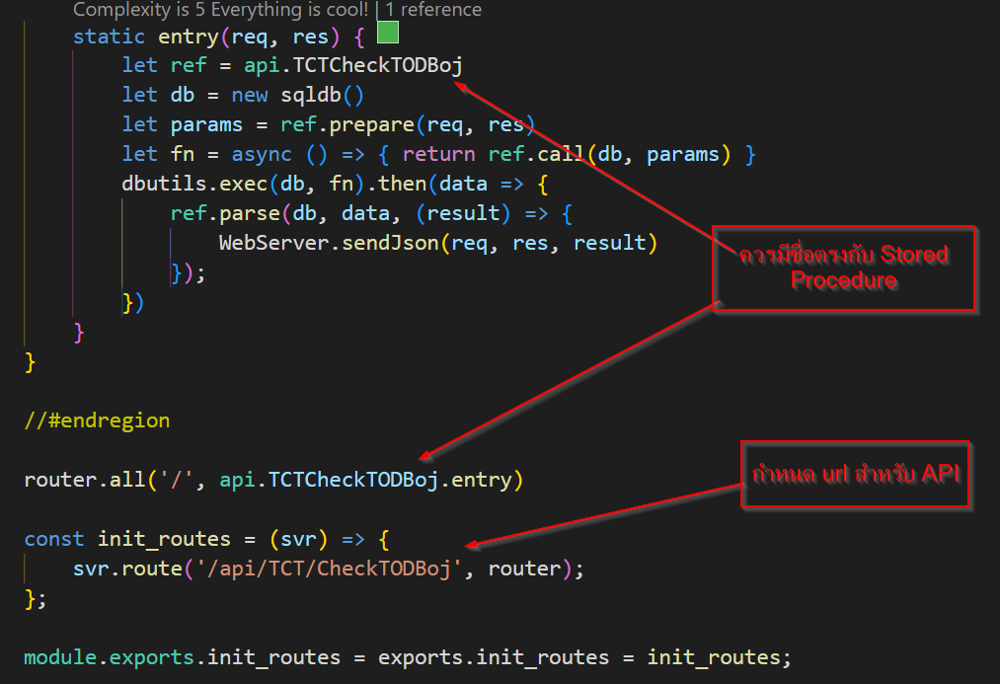 Complexity is 5 Everything is cool! | 1 reference
static entry(req, res) {
let ref = api.TCTCheckTODBoj
let db = new sqldb()
let params = ref.prepare(req, res)
let fn = async () => { return ref.call(db, params) }
dbutils.exec(db, fn).then(data => {
ref.parse(db, data, (result) => {
WebServer.sendJson(req, res, result)
});
})
}
}
ควรมีชื่อตรงกับ Stored
Procedure
//#endregion
router.all('/', api.TCTCheckTODBoj.entry)
กำหนด url สำหรับ API
const init_routes = (svr) => {
svr.route('/api/TCT/CheckTODBoj', router);
};
module.exports.init_routes = exports.init_routes = init_routes;